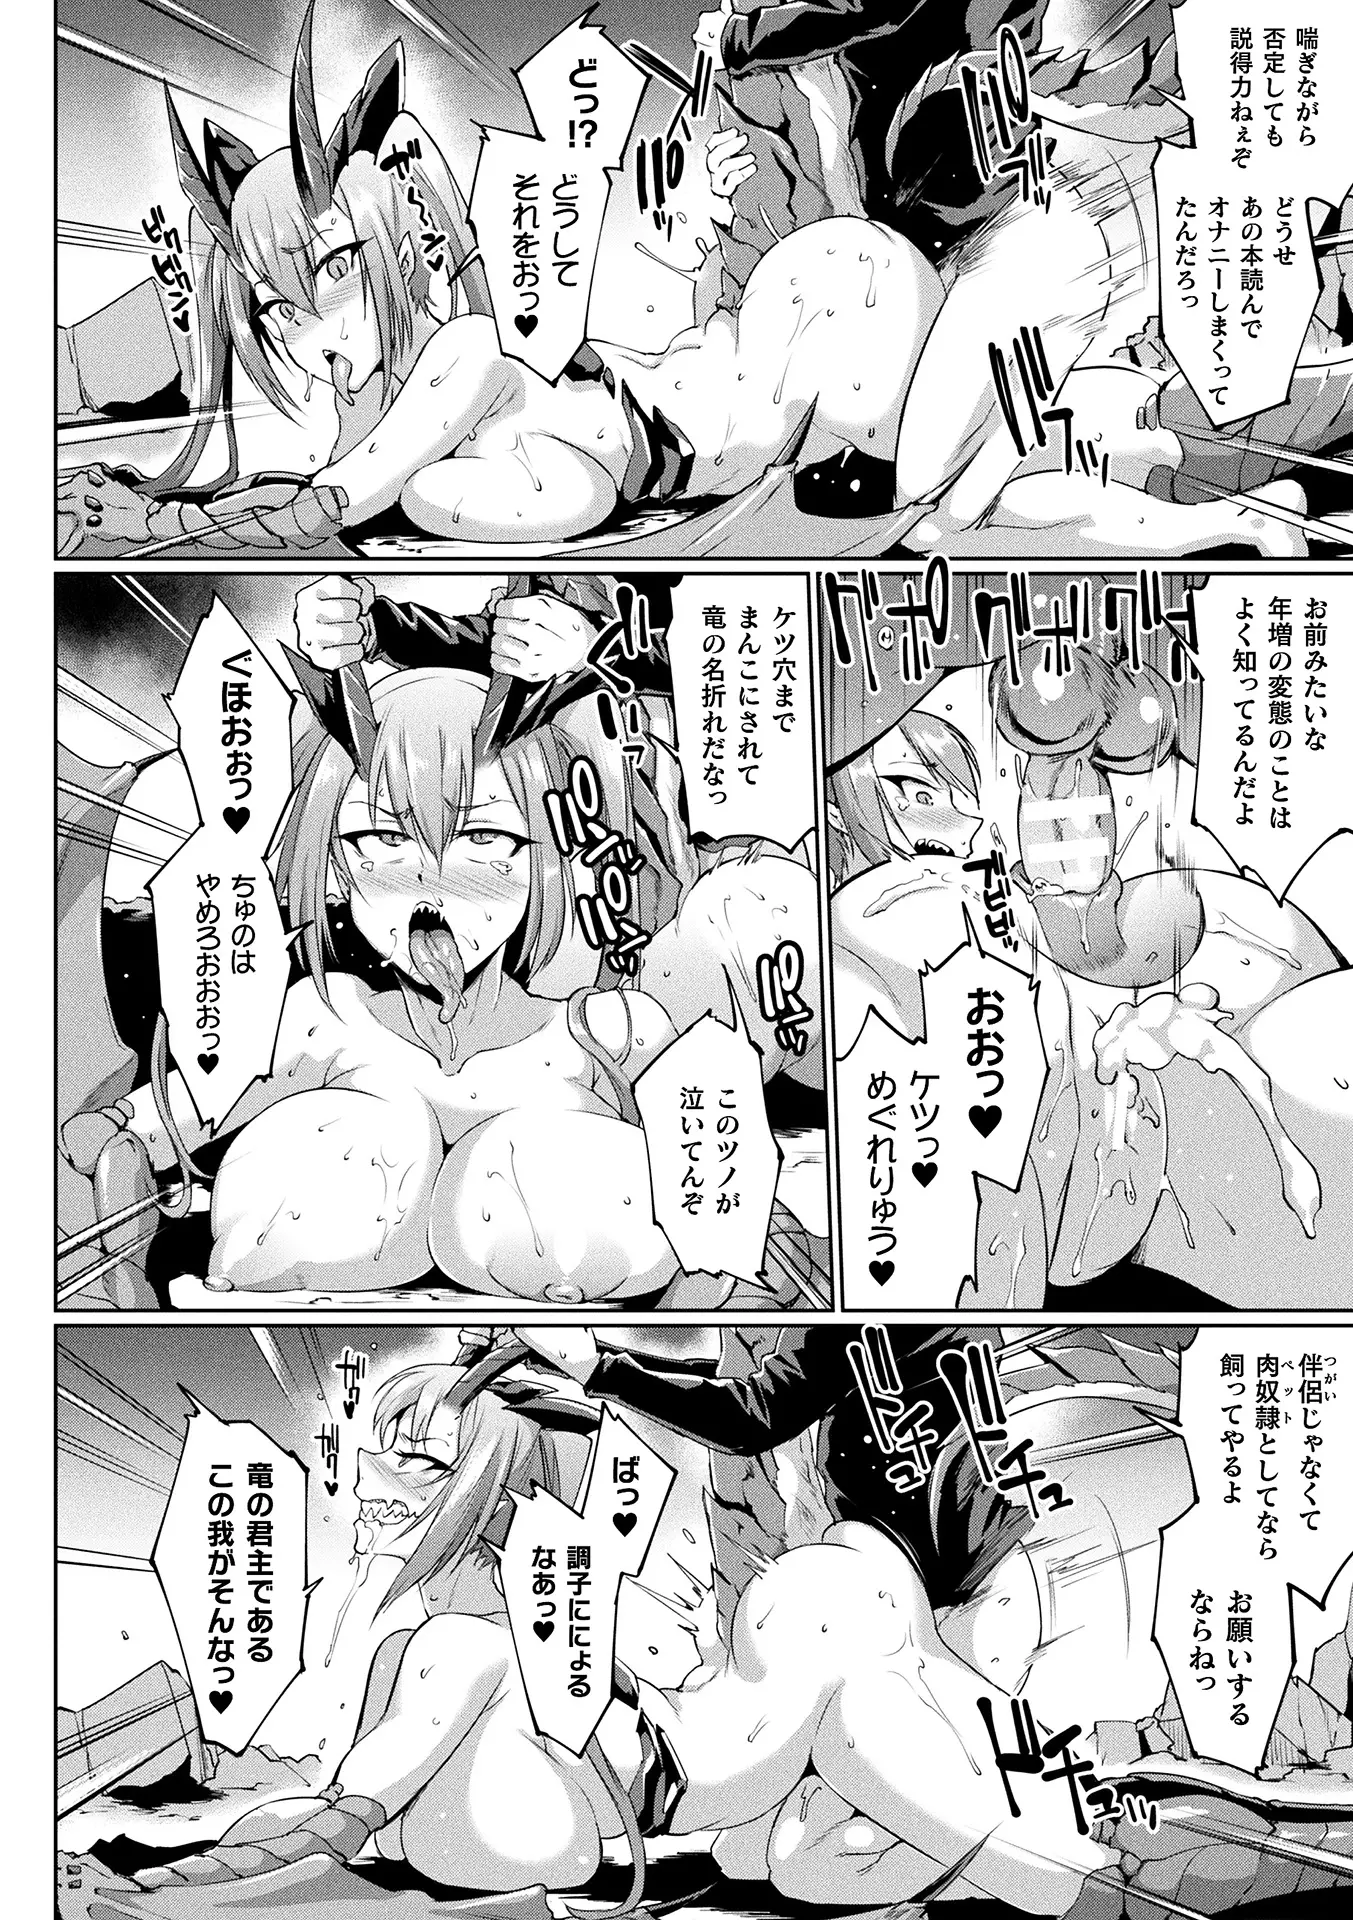 喘ぎながら
否定しても
説得力ねぇぞ
どうせ
あの本読んで
オナニーしまくって
たんだろっ
どっ!?
どうして
それをおっ♥
お前みたいな
年増の変態のことは
よく知ってるんだよ
おおっ♥
ケツっ♥
めぐれりゅう♥
ケツ穴まで
まんこにされて
竜の名折れだなっ
このツノが
泣いてんぞ
ぐほおぉっ♥
ちゅのは
やめろおおおっ♥
伴侶じゃなくて
つがい
肉奴隷としてなら
ペット
飼ってやるよ
お願いする
ならねっ
ばっ♥
調子にによる
なあっ♥
竜の君主である
この我がそんなっ♥